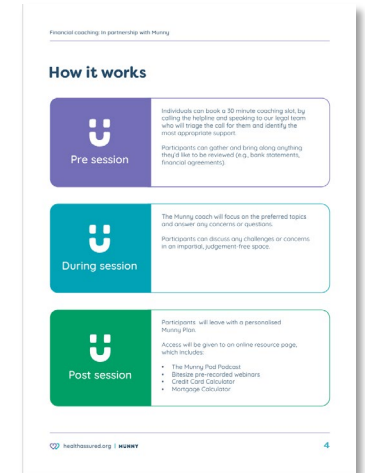 Financial coaching: In partnership with Munny
How it works
Pre session
Individuals can book a 30 minute coaching slot, by
calling the helpline and speaking to our legal team
who will triage the call for them and identify the
most appropriate support.
Participants can gather and bring along anything
they'd like to be reviewed (e.g., bank statements,
financial agreements).
During session
The Munny coach will focus on the preferred topics
and answer any concerns or questions.
Participants can discuss any challenges or concerns
in an impartial, judgement-free space.
Post session
Participants will leave with a personalised
Munny Plan.
Access will be given to an online resource page,
which includes:
• The Munny Pod Podcast
• Bitesize pre-recorded webinars
• Credit Card Calculator
• Mortgage Calculator
healthassured.org | MUNNY
4